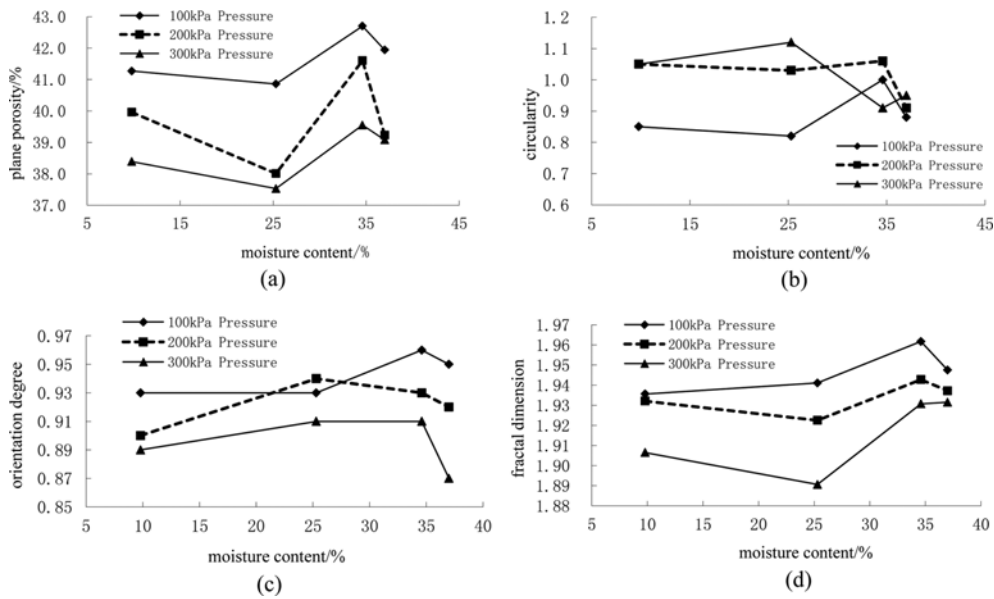 100kPa Pressure
200kPa Pressure
300kPa Pressure
43.0
42.0
41.0
40.0
39.0
38.0
37.0
plane porosity/%
5
15
25
35
45
moisture content/%
(a)
1.2
1.1
1.0
0.9
0.8
0.7
0.6
circularity
100kPa Pressure
200kPa Pressure
300kPa Pressure
5
15
25
35
45
moisture content/%
(b)
100kPa Pressure
200kPa Pressure
300kPa Pressure
0.97
0.95
0.93
0.91
0.89
0.87
0.85
orientation degree
5
10
15
20
25
30
35
40
moisture content/%
(c)
100kPa Pressure
200kPa Pressure
300kPa Pressure
1.97
1.96
1.95
1.94
1.93
1.92
1.91
1.90
1.89
1.88
fractal dimension
5
10
15
20
25
30
35
40
moisture content/%
(d)